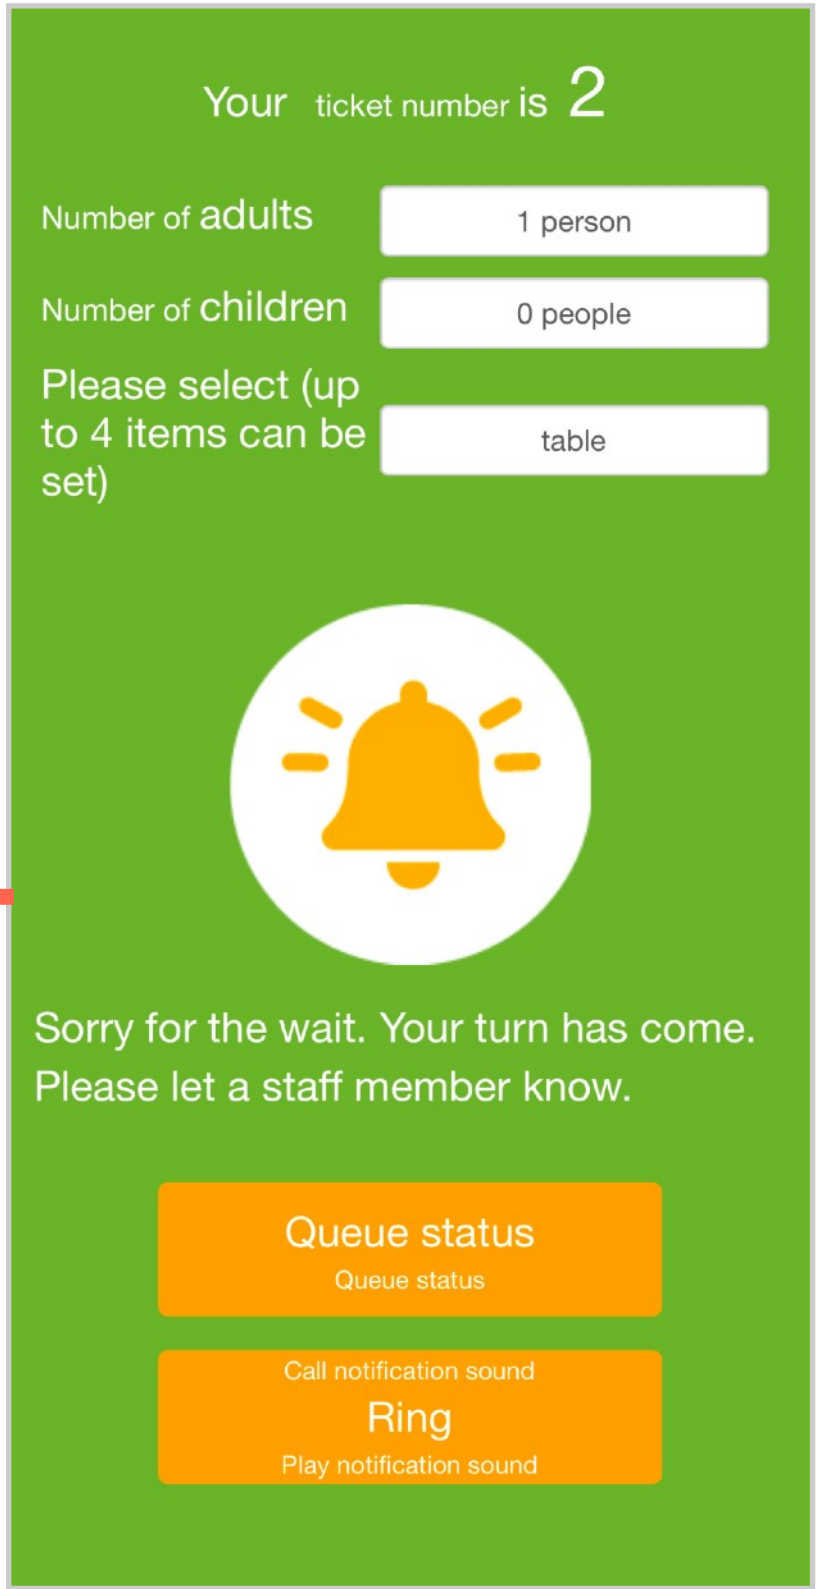 Your ticket number is 2
Number of adults
1 person
Number of children
0 people
Please select (up
to 4 items can be
set)
table
Sorry for the wait. Your turn has come.
Please let a staff member know.
Queue status
Queue status
Call notification sound
Ring
Play notification sound